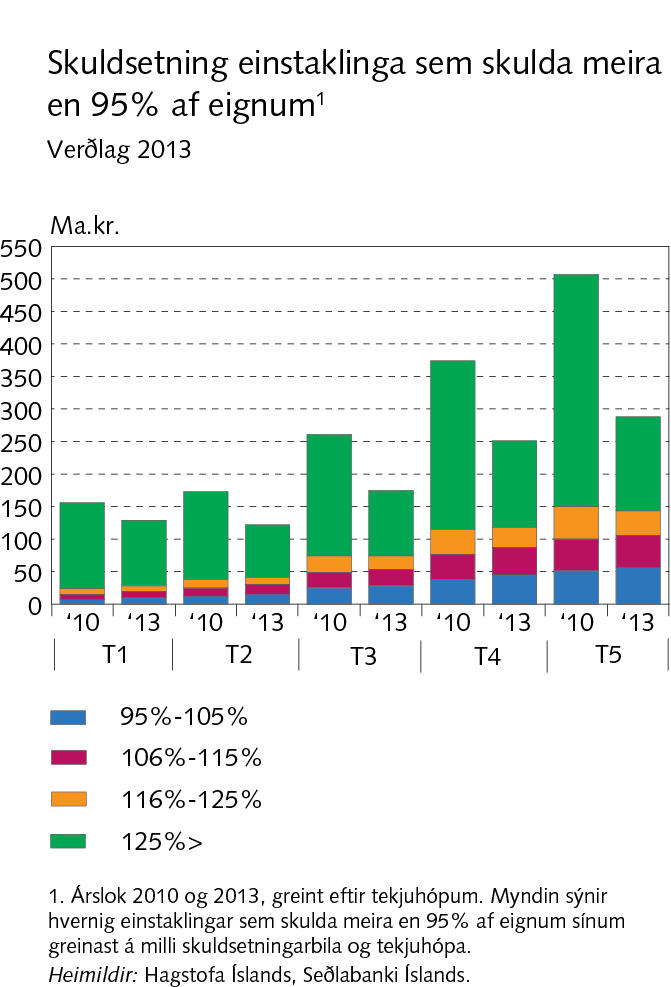 Skuldsetning einstaklinga sem skulda meira
en 95% af eignum¹
Verðlag 2013
Ma.kr.
550
500
450
400
350
300
250
200
150
100
50
0
‘10 ‘13 ‘10 ‘13 ‘10 ‘13 ‘10 ‘13 ‘10 ‘13
T1 T2 T3 T4 T5
95%-105%
106%-115%
116%-125%
125%>
1. Árslok 2010 og 2013, greint eftir tekjuhópum. Myndin sýnir
hvernig einstaklingar sem skulda meira en 95% af eignum sínum
greinast á milli skuldsetningarbila og tekjuhópa.
Heimildir: Hagstofa Íslands, Seðlabanki Íslands.